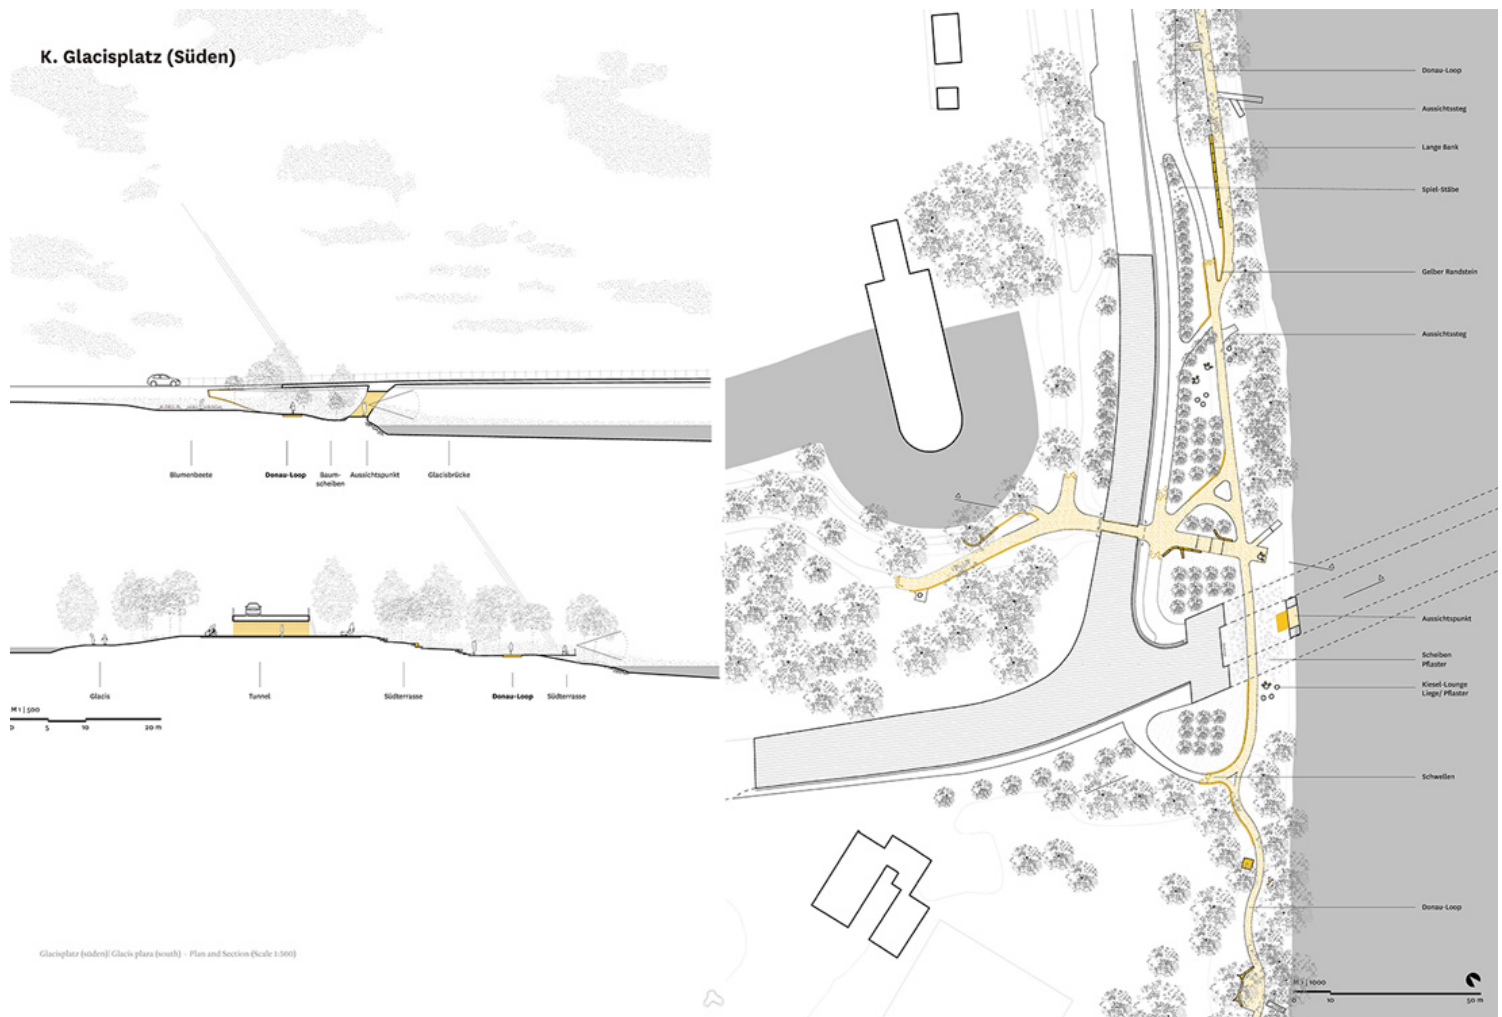 K. Glacisplatz (Süden)
Blumenbeete
Donau-Loop
Baum-
scheiben
Aussichtspunkt
Glacisbrücke
Glacis
Tunnel
Südterrasse
Donau-Loop
Südterrasse
M 1 | 500
0 5 10 20 m
Glacisplatz (süden)| Glacis plaza (south) - Plan and Section (Scale 1:500)
Donau-Loop
Aussichtssteg
Lange Bank
Spiel-Stäbe
Gelber Randstein
Aussichtssteg
Aussichtspunkt
Scheiben
Pflaster
Kiesel-Lounge
Liege/ Pflaster
Schwellen
Donau-Loop
M 1 | 1000
0 10 50 m